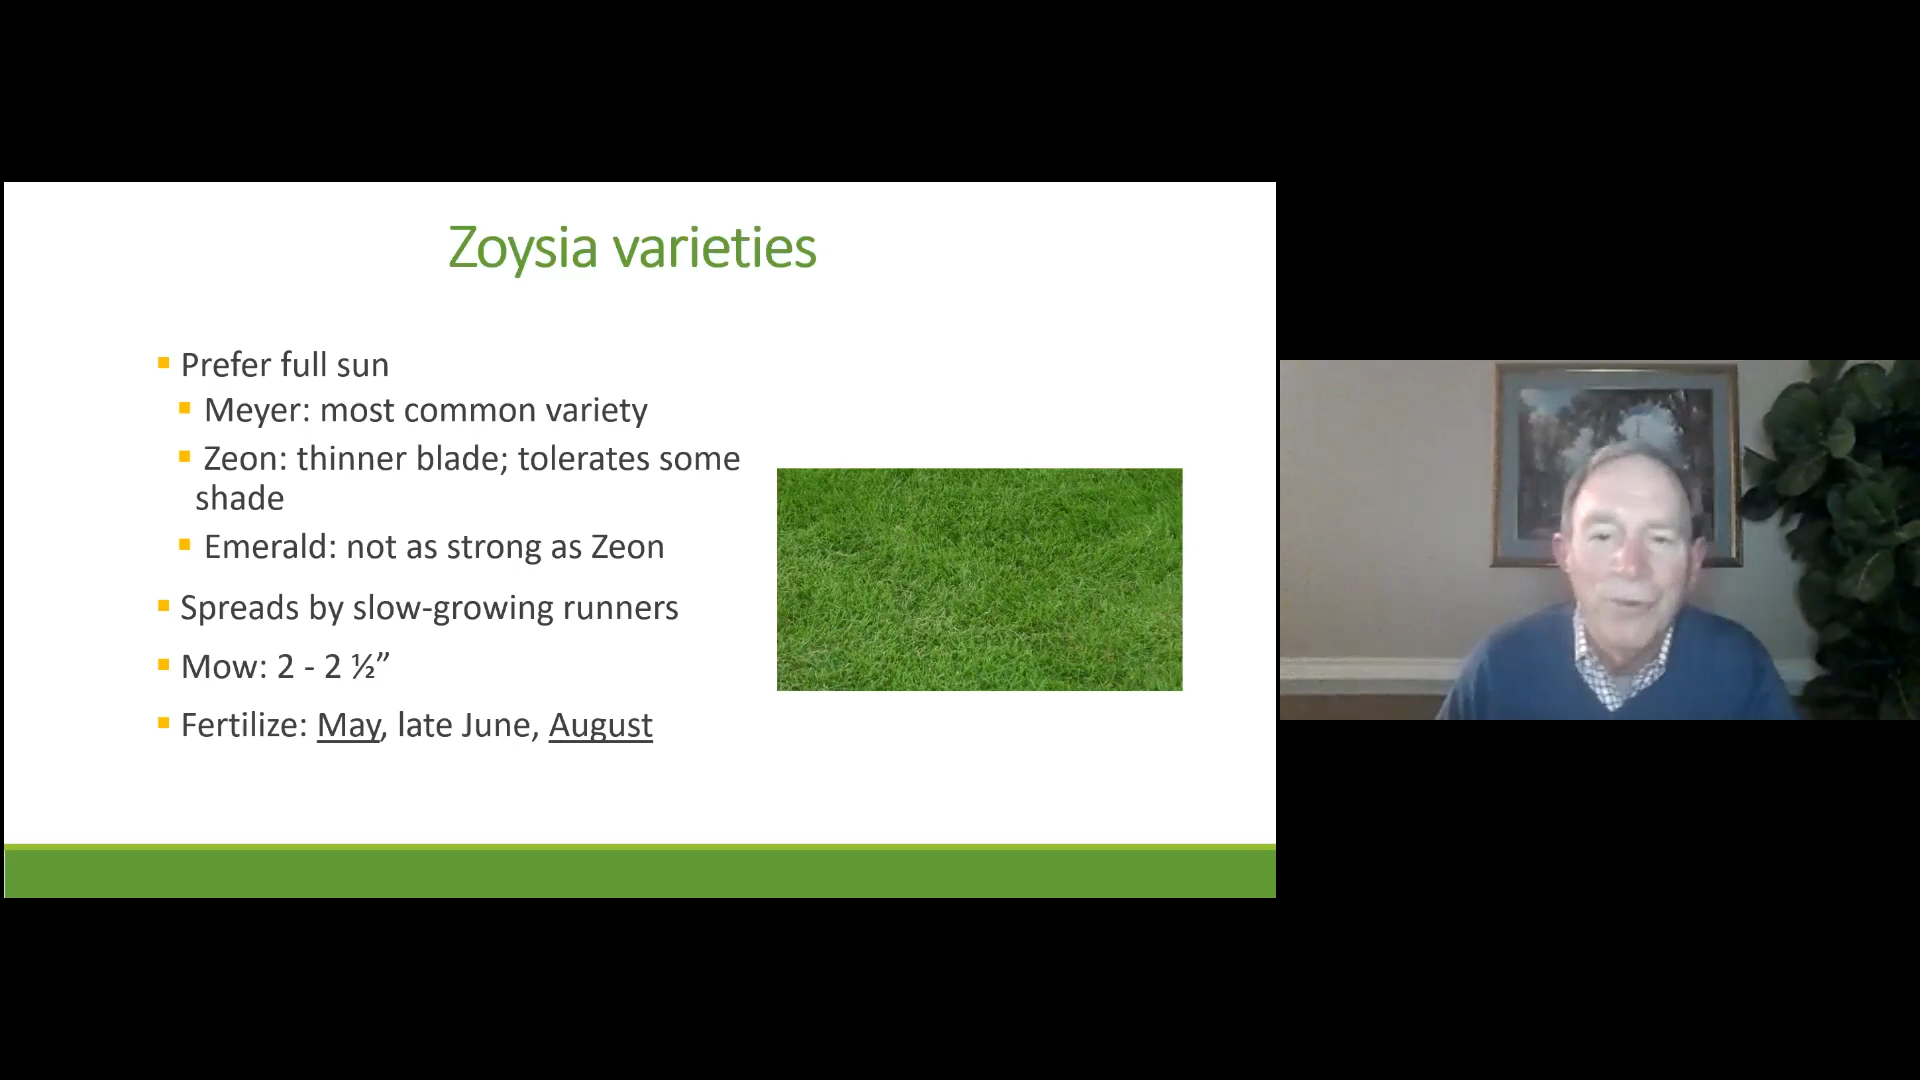 Zoysia varieties
Prefer full sun
Meyer: most common variety
Zeon: thinner blade; tolerates some
shade
Emerald: not as strong as Zeon
Spreads by slow-growing runners
Mow: 2 - 2 ½”
Fertilize: May, late June, August